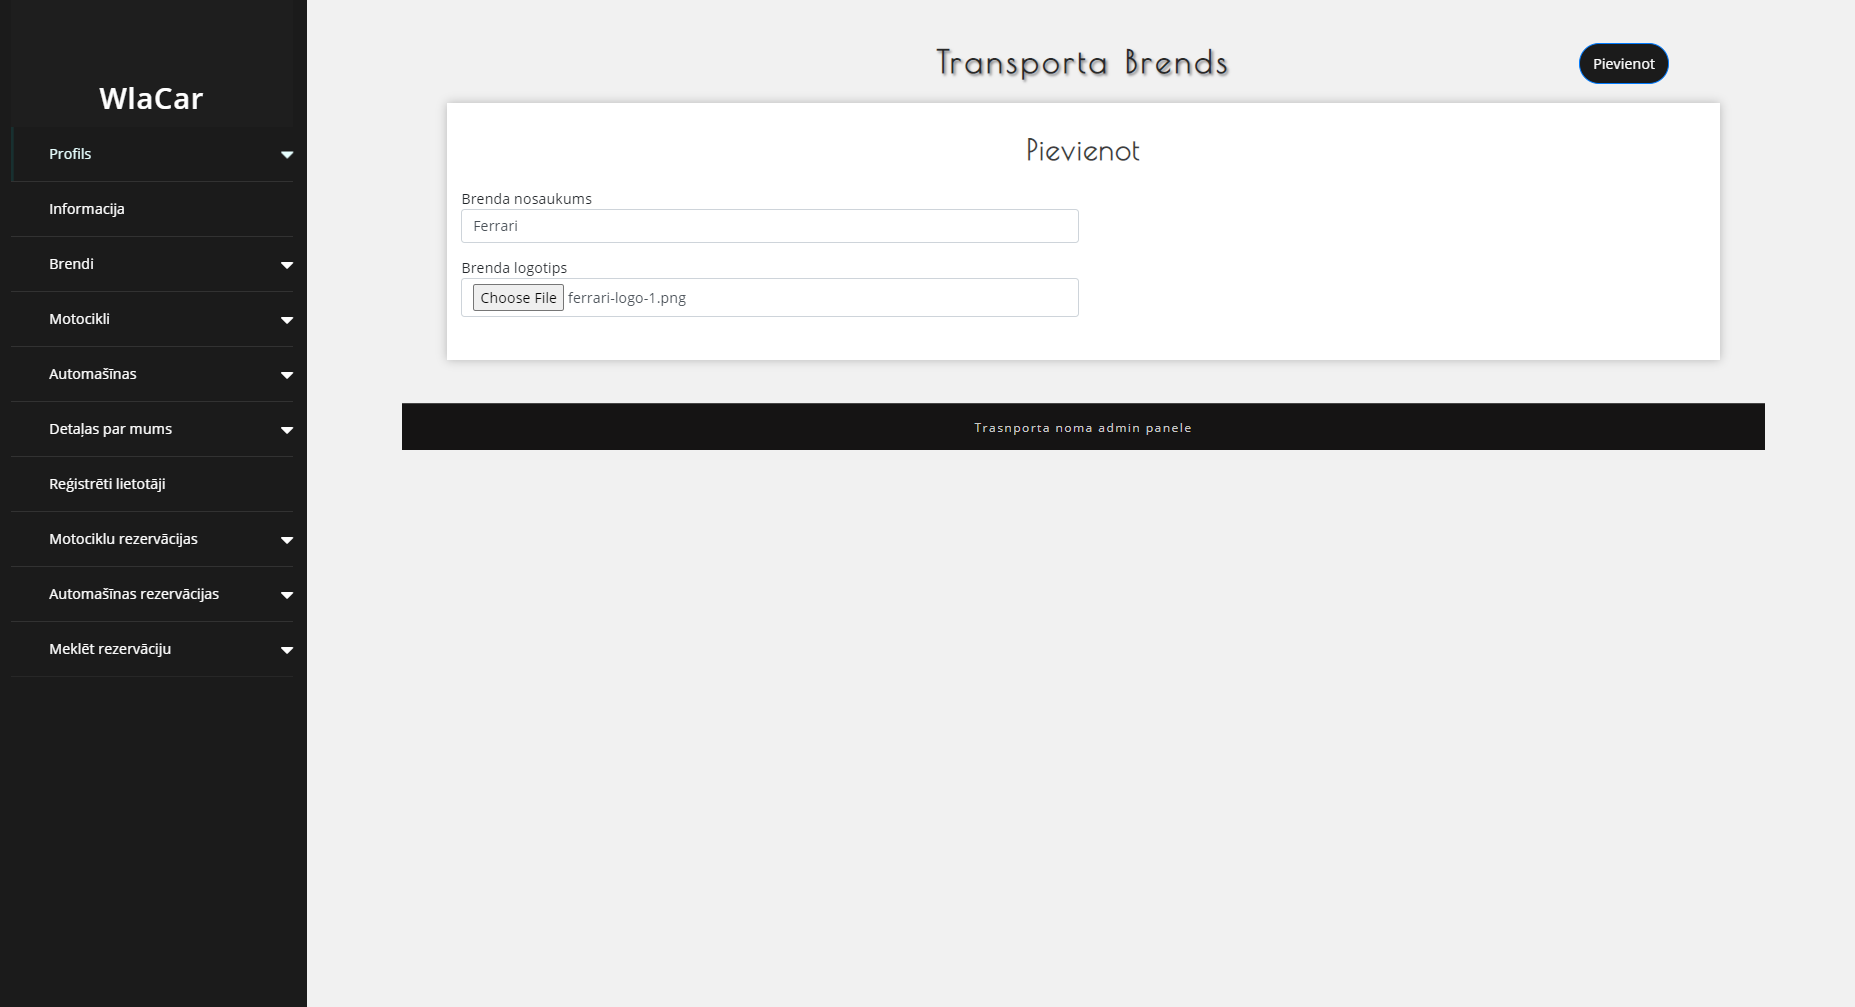 WlaCar
Profils
Informacija
Brendi
Motocikli
Automašīnas
Detaļas par mums
Reģistrēti lietotāji
Motociklu rezervācijas
Automašīnas rezervācijas
Meklēt rezervāciju
Transporta Brends
Pievienot
Pievienot
Brenda nosaukums
Ferrari
Brenda logotips
Choose File ferrari-logo-1.png
Trasnporta noma admin panele